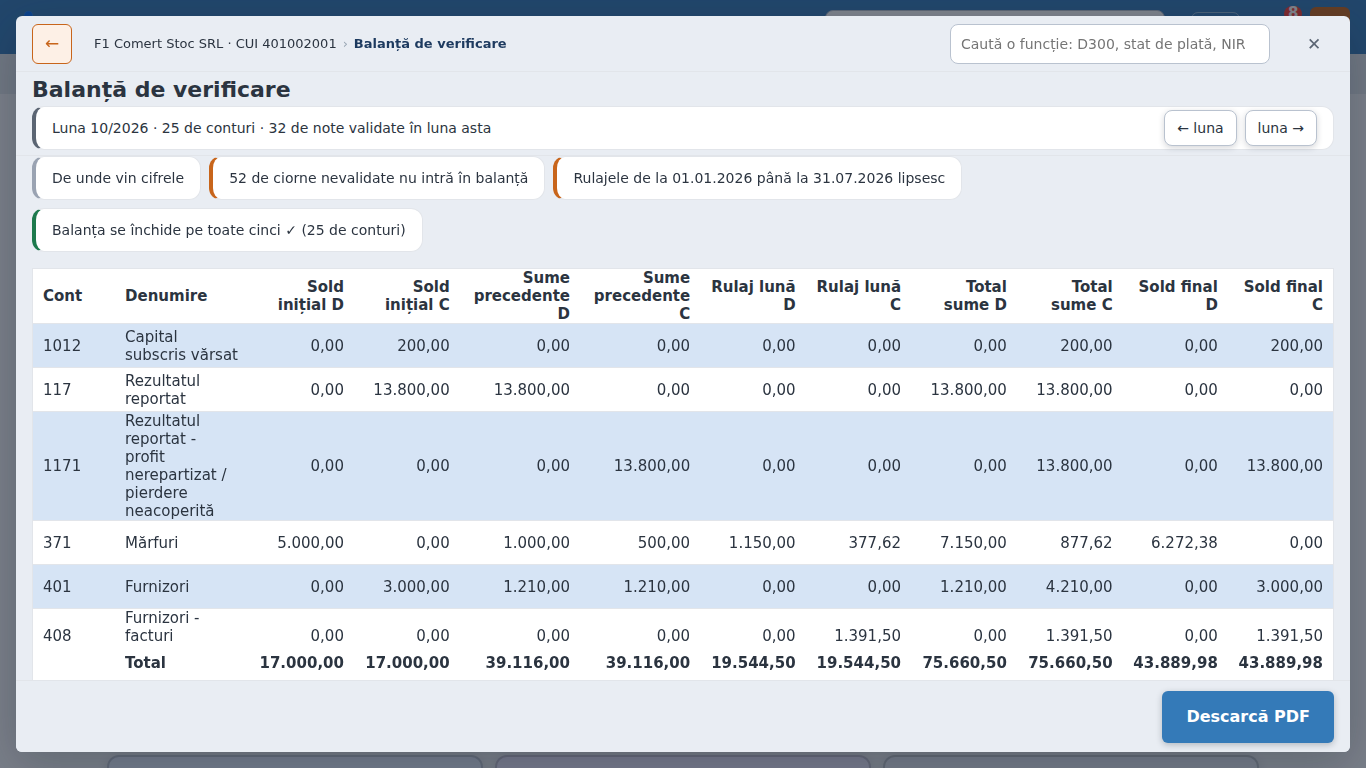 8
← F1 Comert Stoc SRL · CUI 401002001 › Balanță de verificare Caută o funcție: D300, stat de plată, NIR ✕
Balanță de verificare
Luna 10/2026 · 25 de conturi · 32 de note validate în luna asta ← luna luna →
De unde vin cifrele 52 de ciorne nevalidate nu intră în balanță Rulajele de la 01.01.2026 până la 31.07.2026 lipsesc
Balanța se închide pe toate cinci ✓ (25 de conturi)
Cont Denumire Sold inițial D Sold inițial C Sume precedente D Sume precedente C Rulaj lună D Rulaj lună C Total sume D Total sume C Sold final D Sold final C
1012 Capital subscris vărsat 0,00 200,00 0,00 0,00 0,00 0,00 0,00 200,00 0,00 200,00
117 Rezultatul reportat 0,00 13.800,00 13.800,00 0,00 0,00 0,00 13.800,00 13.800,00 0,00 0,00
1171 Rezultatul reportat - profit nerepartizat / pierdere neacoperită 0,00 0,00 0,00 13.800,00 0,00 0,00 0,00 13.800,00 0,00 13.800,00
371 Mărfuri 5.000,00 0,00 1.000,00 500,00 1.150,00 377,62 7.150,00 877,62 6.272,38 0,00
401 Furnizori 0,00 3.000,00 1.210,00 1.210,00 0,00 0,00 1.210,00 4.210,00 0,00 3.000,00
408 Furnizori - facturi 0,00 0,00 0,00 0,00 0,00 1.391,50 0,00 1.391,50 0,00 1.391,50
Total 17.000,00 17.000,00 39.116,00 39.116,00 19.544,50 19.544,50 75.660,50 75.660,50 43.889,98 43.889,98
Descarcă PDF